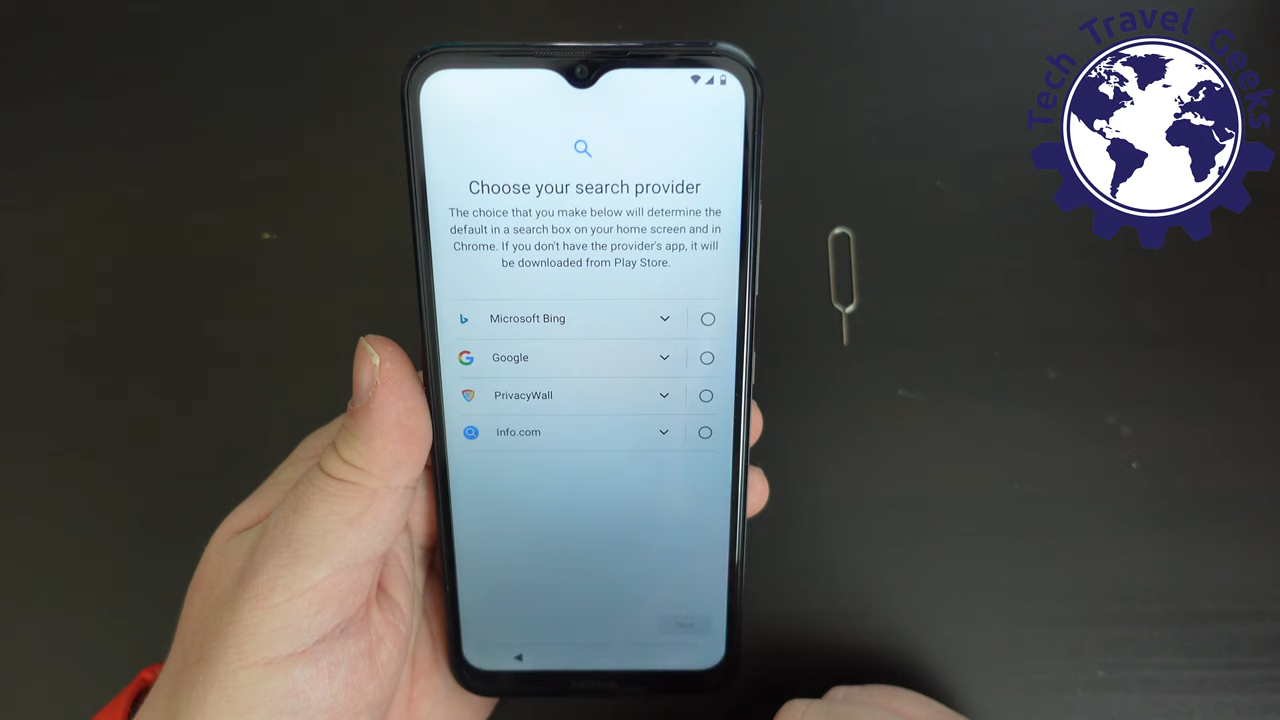 Tech Travel Geeks
Choose your search provider
The choice that you make below will determine the
default in a search box on your home screen and in
Chrome. If you don't have the provider's app, it will
be downloaded from Play Store.
Microsoft Bing
Google
PrivacyWall
Info.com
Next
NOKIA